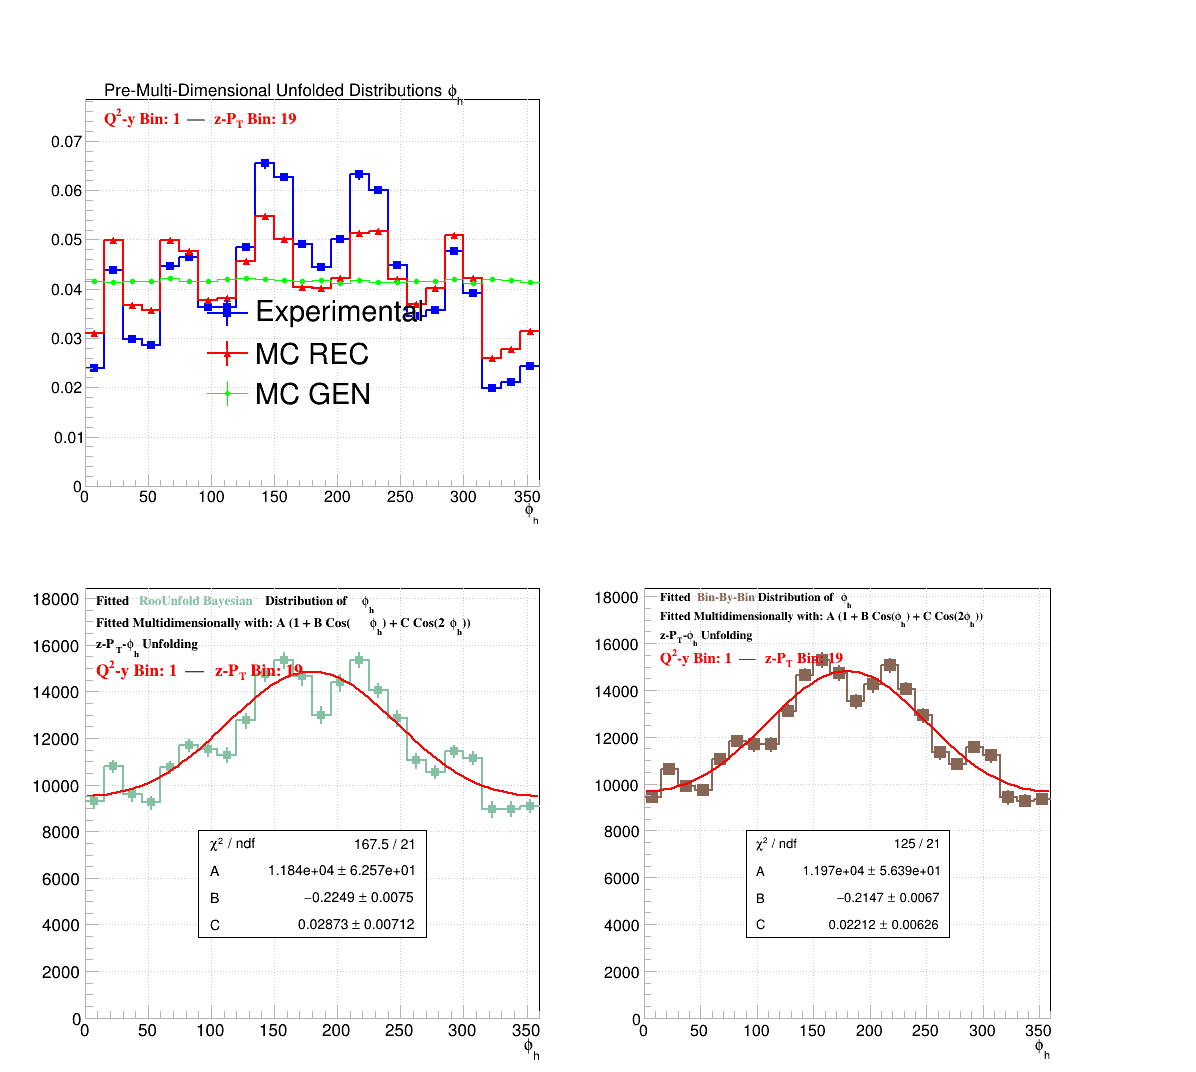 Pre-Multi-Dimensional Unfolded Distributions ϕh
Q²-y Bin: 1 — z-PT Bin: 19
0.07
0.06
0.05
0.04
0.03
0.02
0.01
0
Experimental
MC REC
MC GEN
0 50 100 150 200 250 300 350
ϕh
Fitted RooUnfold Bayesian Distribution of ϕh
Fitted Multidimensionally with: A (1 + B Cos( ϕh) + C Cos(2 ϕh))
z-PT-ϕh Unfolding
Q²-y Bin: 1 — z-PT Bin: 19
18000
16000
14000
12000
10000
8000
6000
4000
2000
0
χ² / ndf 167.5 / 21
A 1.184e+04 ± 6.257e+01
B −0.2249 ± 0.0075
C 0.02873 ± 0.00712
0 50 100 150 200 250 300 350
ϕh
Fitted Bin-By-Bin Distribution of ϕh
Fitted Multidimensionally with: A (1 + B Cos(ϕh) + C Cos(2ϕh))
z-PT-ϕh Unfolding
Q²-y Bin: 1 — z-PT Bin: 19
18000
16000
14000
12000
10000
8000
6000
4000
2000
0
χ² / ndf 125 / 21
A 1.197e+04 ± 5.639e+01
B −0.2147 ± 0.0067
C 0.02212 ± 0.00626
0 50 100 150 200 250 300 350
ϕh